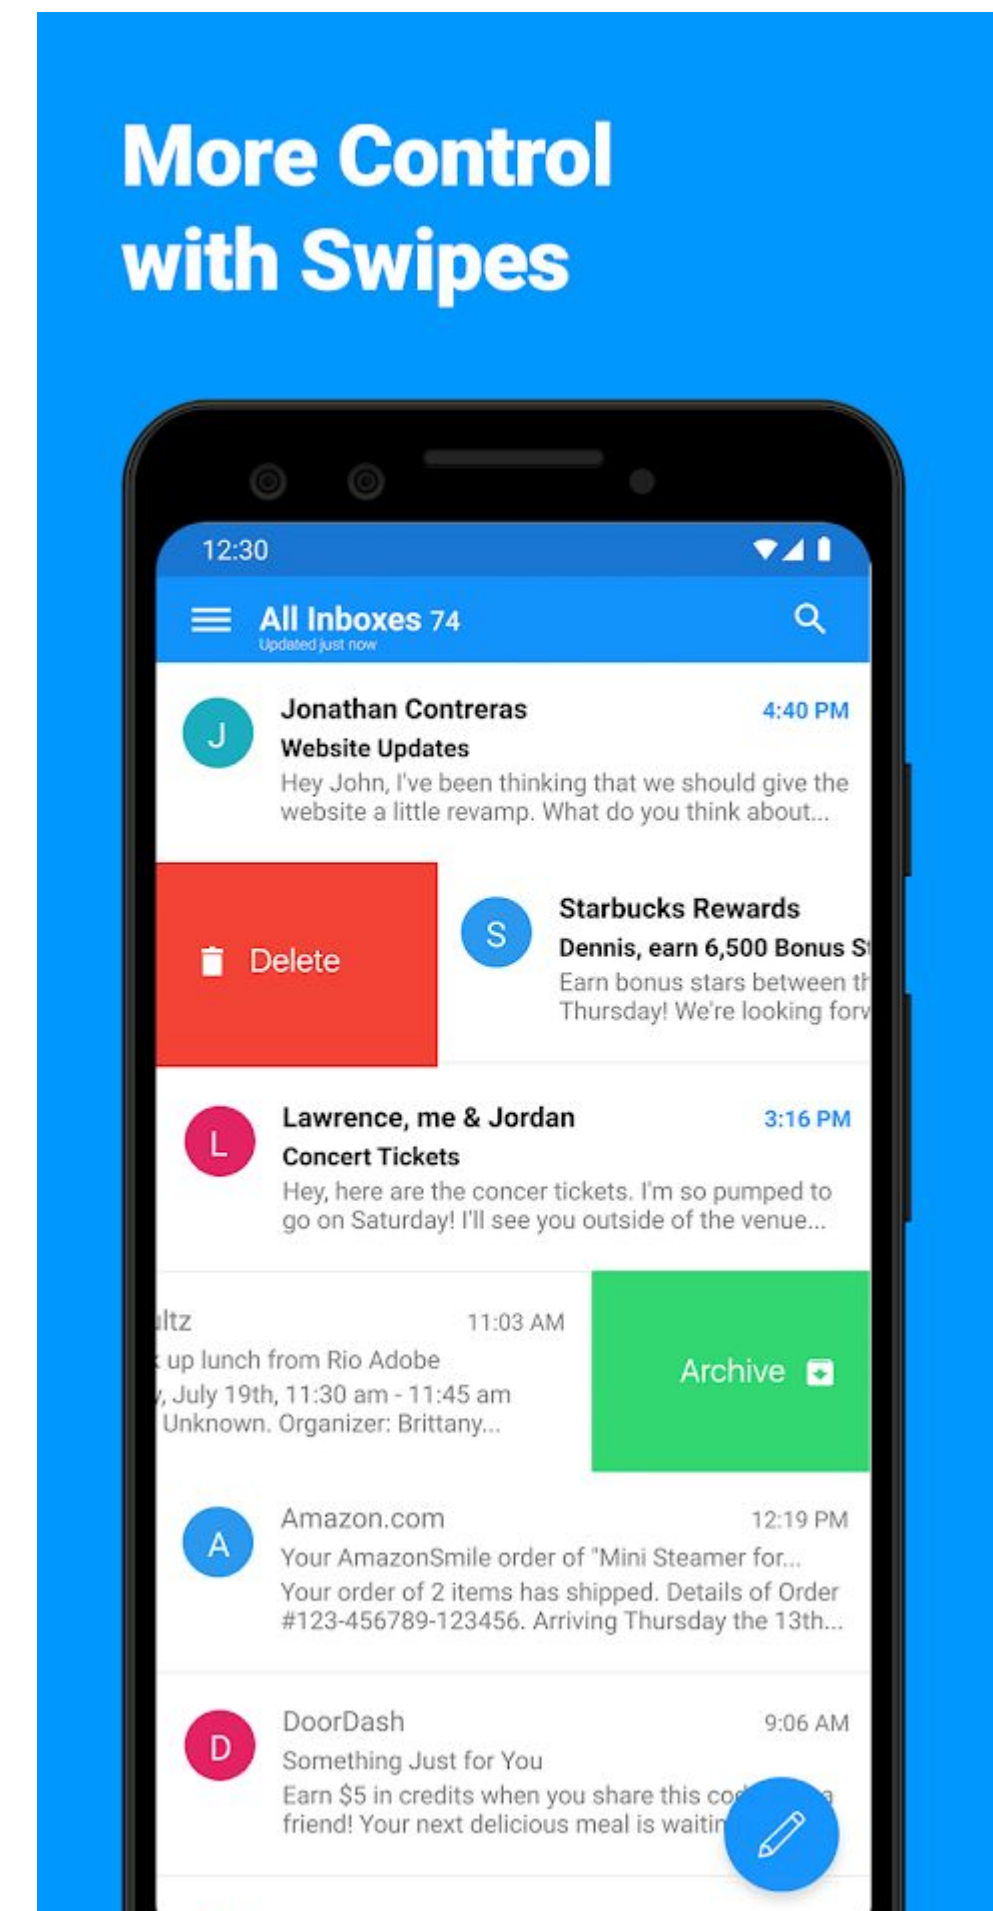 More Control
with Swipes
12:30
All Inboxes 74
Updated just now
J
Jonathan Contreras
4:40 PM
Website Updates
Hey John, I've been thinking that we should give the
website a little revamp. What do you think about...
Delete
S
Starbucks Rewards
Dennis, earn 6,500 Bonus
Earn bonus stars between
Thursday! We're looking
L
Lawrence, me & Jordan
3:16 PM
Concert Tickets
Hey, here are the concer tickets. I'm so pumped to
go on Saturday! I'll see you outside of the venue...
ltz
11:03 AM
up lunch from Rio Adobe
, July 19th, 11:30 am - 11:45 am
Unknown. Organizer: Brittany...
Archive
A
Amazon.com
12:19 PM
Your AmazonSmile order of "Mini Steamer for...
Your order of 2 items has shipped. Details of Order
#123-456789-123456. Arriving Thursday the 13th...
D
DoorDash
9:06 AM
Something Just for You
Earn $5 in credits when you share this a
friend! Your next delicious meal is